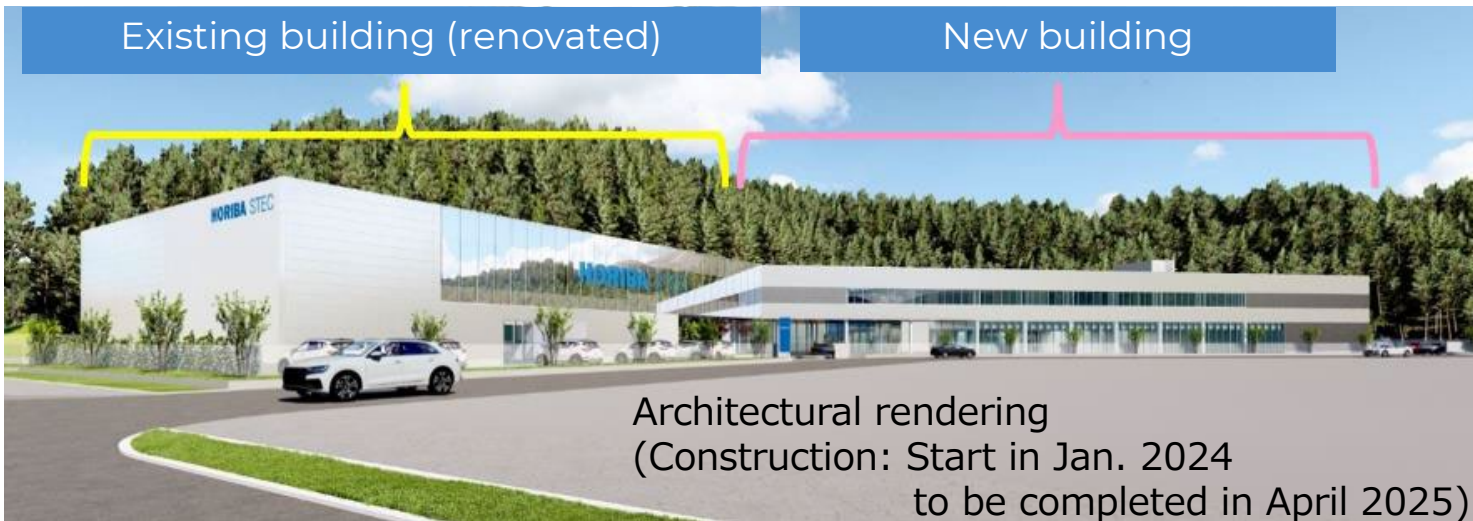 Existing building (renovated)
New building
HORIBA STEC
HORIBA STEC
Architectural rendering
(Construction: Start in Jan. 2024
to be completed in April 2025)